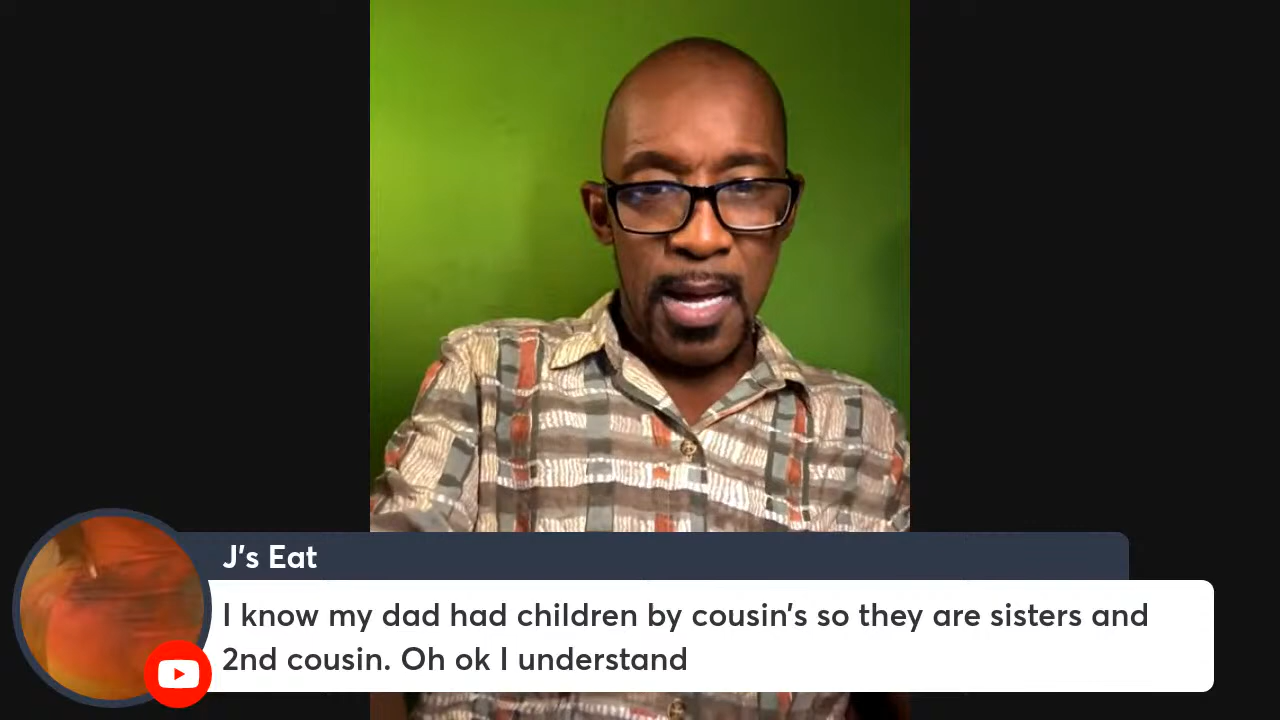 J's Eat
I know my dad had children by cousin's so they are sisters and
2nd cousin. Oh ok I understand